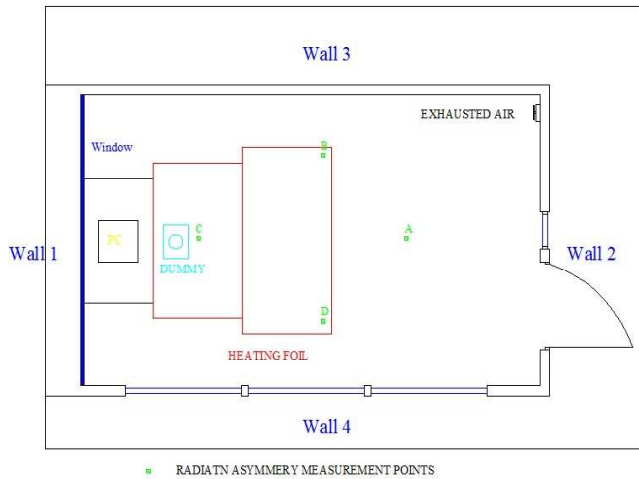 Wall 3
EXHAUSTED AIR
Window
B
C
A
PC
Wall 1
Wall 2
DUMMY
D
HEATING FOIL
Wall 4
RADIATN ASYMMERY MEASUREMENT POINTS